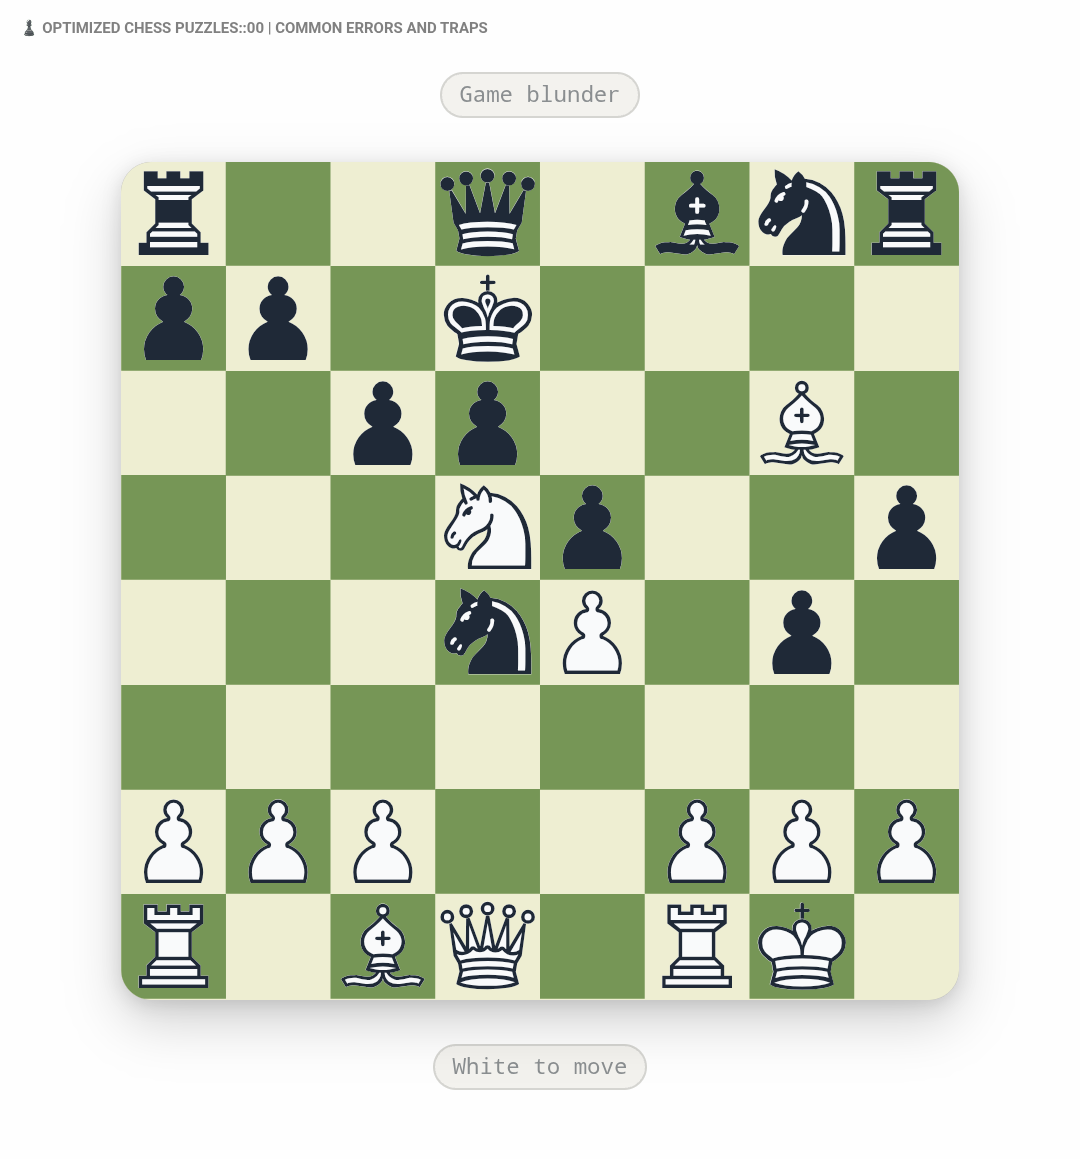 ♟ OPTIMIZED CHESS PUZZLES::00 | COMMON ERRORS AND TRAPS
Game blunder
White to move